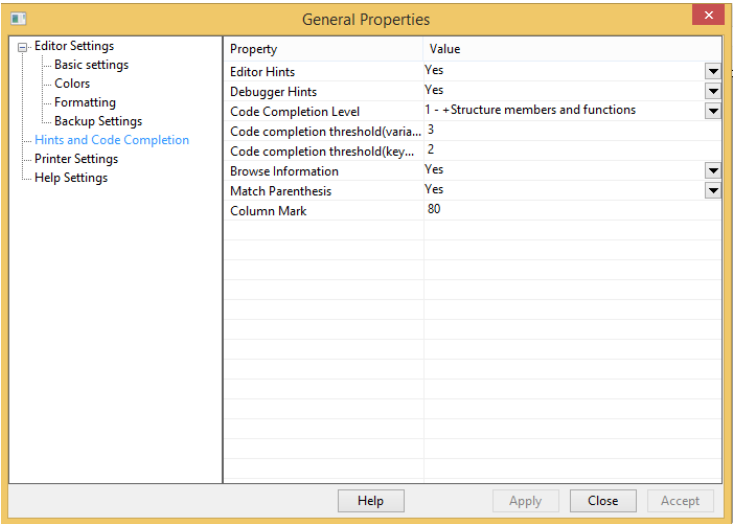 General Properties
Editor Settings
Basic settings
Colors
Formatting
Backup Settings
Hints and Code Completion
Printer Settings
Help Settings
Property Value
Editor Hints Yes
Debugger Hints Yes
Code Completion Level 1 - +Structure members and functions
Code completion threshold(varia... 3
Code completion threshold(key... 2
Browse Information Yes
Match Parenthesis Yes
Column Mark 80
Help Apply Close Accept